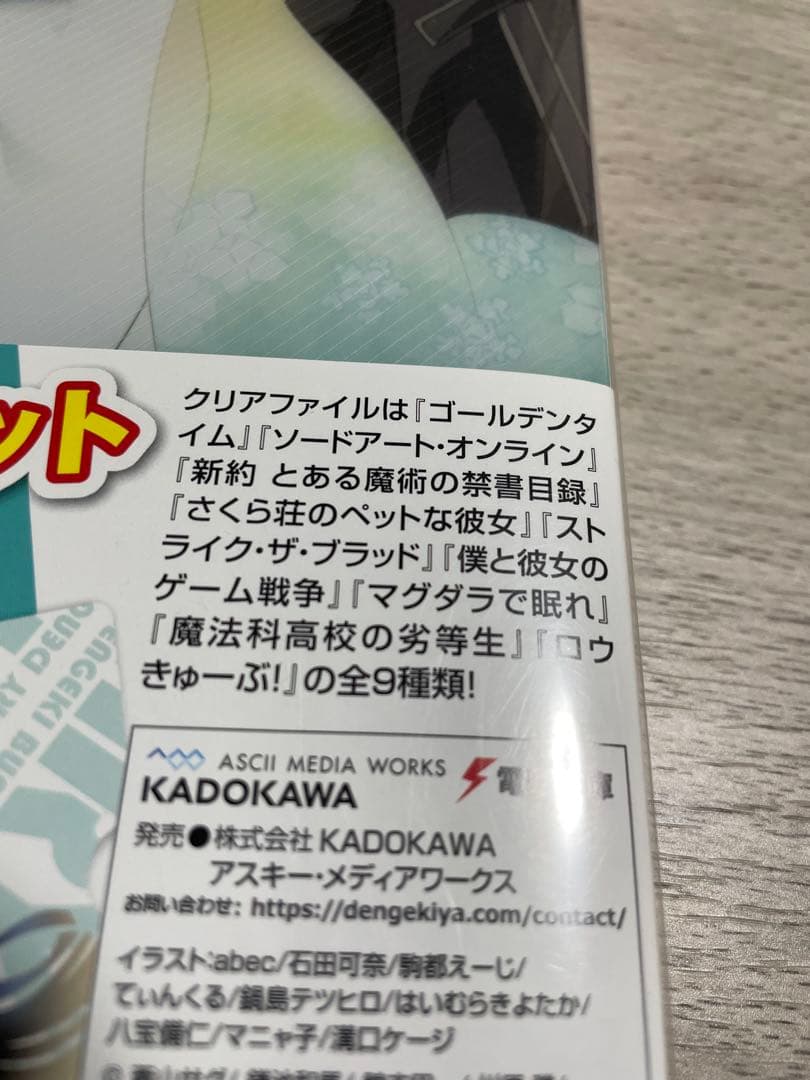 ット
クリアファイルは『ゴールデンタ
イム』『ソードアート・オンライン』
『新約 とある魔術の禁書目録』
『さくら荘のペットな彼女』『スト
ライク・ザ・ブラッド』『僕と彼女の
ゲーム戦争』『マグダラで眠れ』
『魔法科高校の劣等生』『ロウ
きゅーぶ!』の全9種類!
ASCII MEDIA WORKS
KADOKAWA
発売●株式会社 KADOKAWA
アスキー・メディアワークス
お問い合わせ: https://dengekiya.com/contact/
イラスト:abec/石田可奈/駒都えーじ/
てぃんくる/鍋島テツヒロ/はいむらきよたか/
八宝備仁/マニャ子/溝口ケージ